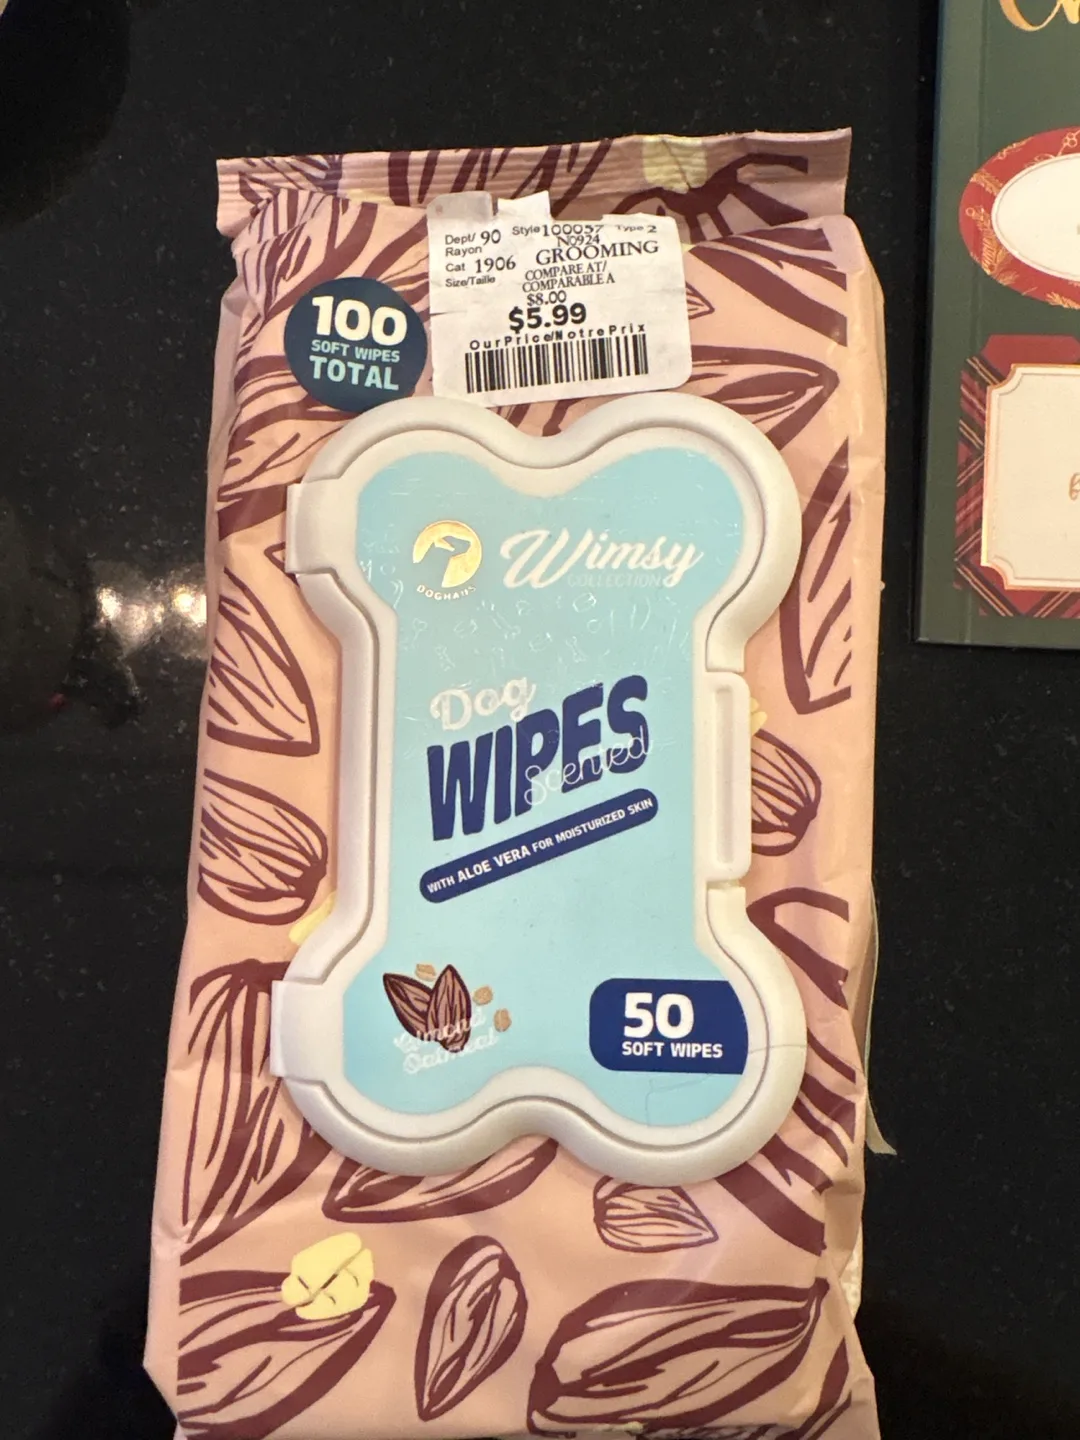 Dept/ 90 Style 100057 Type 2
Rayon N0924
Cat 1906 GROOMING
Size/Taille COMPARE AT/
COMPARABLE A
$8.00
$5.99
OurPrice/NotrePrix
100
SOFT WIPES
TOTAL
DOGHAUS
Wimsy
COLLECTION
Dog
WIPES
Scented
WITH ALOE VERA FOR MOISTURIZED SKIN
Almond
Oatmeal
50
SOFT WIPES